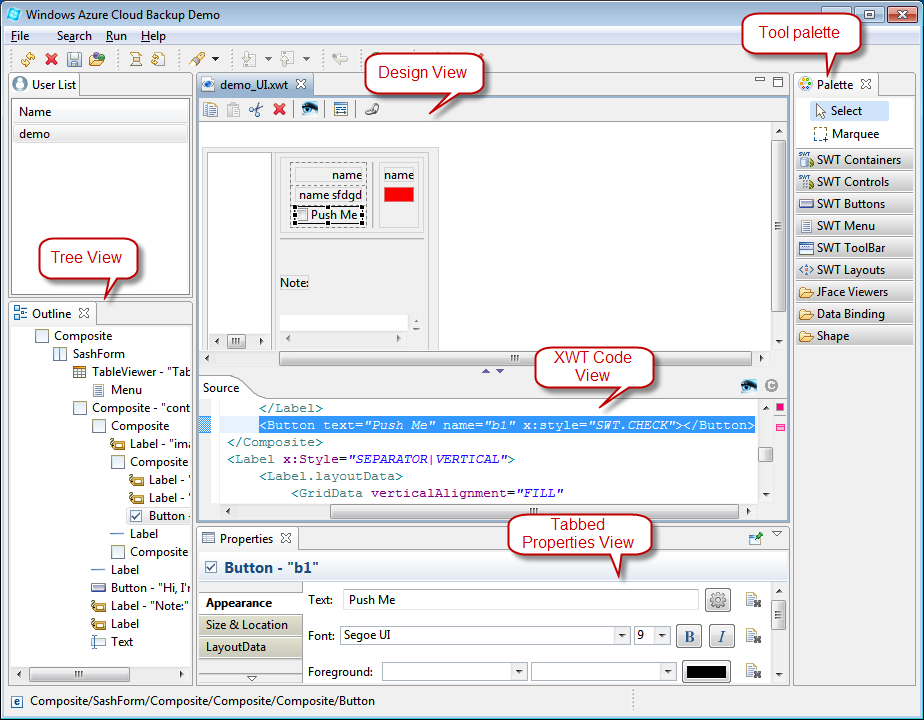 Windows Azure Cloud Backup Demo
File Search Run Help
Tool palette
Design View
User List
demo_UI.xwt
Palette
Name
demo
Select
Marquee
SWT Containers
SWT Controls
SWT Buttons
SWT Menu
SWT ToolBar
SWT Layouts
JFace Viewers
Data Binding
Shape
name
name
name sfdgd
Push Me
Note:
Tree View
Outline
Composite
SashForm
TableViewer - "Tab
Menu
Composite - "cont
Composite
Label - "ima
Composite
Label - "
Label - "
Button -
Label
Composite
Label
Button - "Hi, I'm
Label - "Note:"
Label
Text
XWT Code
View
Source
</Label>
<Button text="Push Me" name="b1" x:style="SWT.CHECK"></Button>
</Composite>
<Label x:Style="SEPARATOR|VERTICAL">
<Label.layoutData>
<GridData verticalAlignment="FILL"
Tabbed
Properties View
Properties
Button - "b1"
Appearance
Size & Location
LayoutData
Text: Push Me
Font: Segoe UI 9 B I
Foreground:
Composite/SashForm/Composite/Composite/Composite/Button